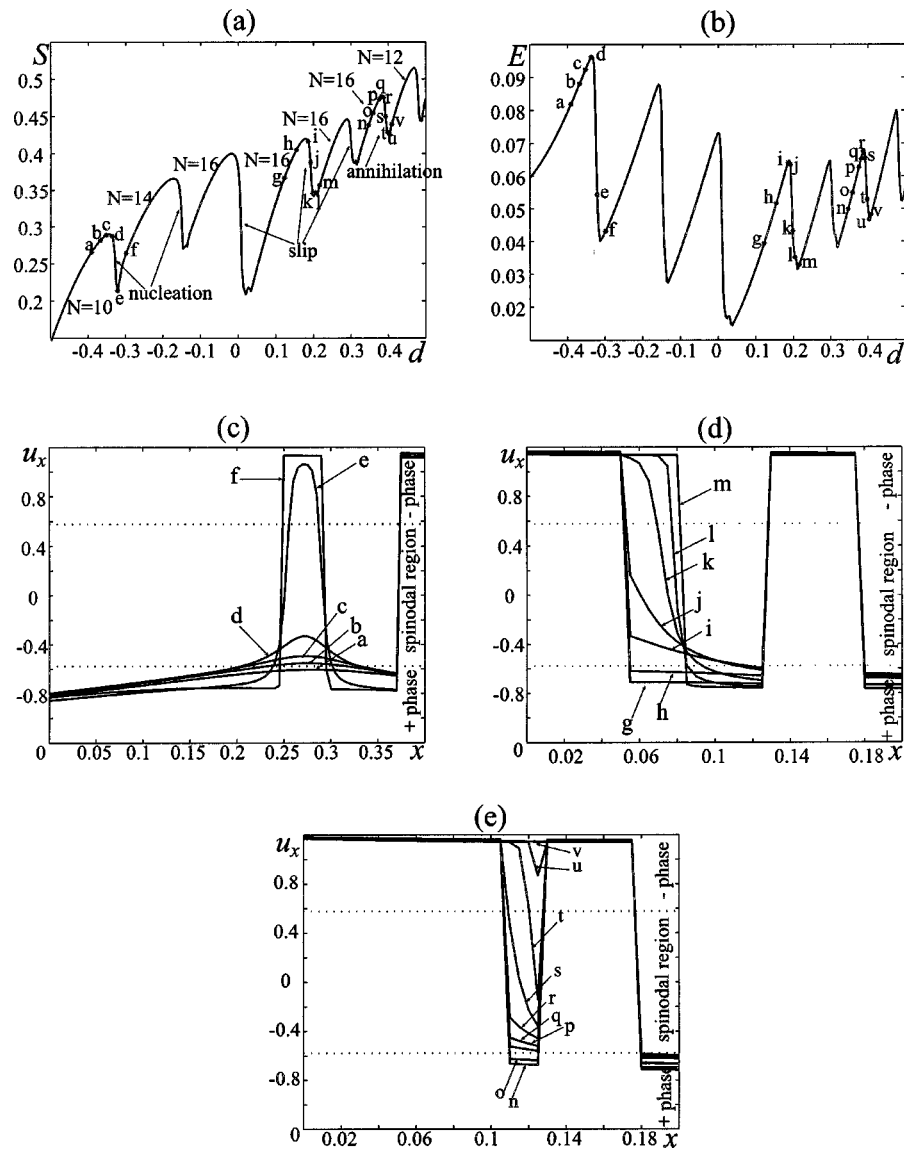 (a)
S
0.5
0.45
0.4
0.35
0.3
0.25
0.2
-0.4 -0.3 -0.2 -0.1 0 0.1 0.2 0.3 0.4 d
N=10
N=14
N=16
N=16
N=16
N=16
N=12
a b c d e f g h i j k m n o p q r s t u v
nucleation
slip
annihilation
(b)
E
0.09
0.08
0.07
0.06
0.05
0.04
0.03
0.02
-0.4 -0.3 -0.2 -0.1 0 0.1 0.2 0.3 0.4 d
a b c d e f g h i j k l m n o p q r s t u v
(c)
u_x
0.8
0.4
0
-0.4
-0.8
0 0.05 0.1 0.15 0.2 0.25 0.3 0.35 x
f e d c b a
+ phase spinodal region - phase
(d)
u_x
0.8
0.4
0
-0.4
-0.8
0.02 0.06 0.1 0.14 0.18 x
m l k j i h g
+ phase spinodal region - phase
(e)
u_x
0.8
0.4
0
-0.4
-0.8
0
0.02 0.06 0.1 0.14 0.18 x
v u t s r q p o n
+ phase spinodal region - phase